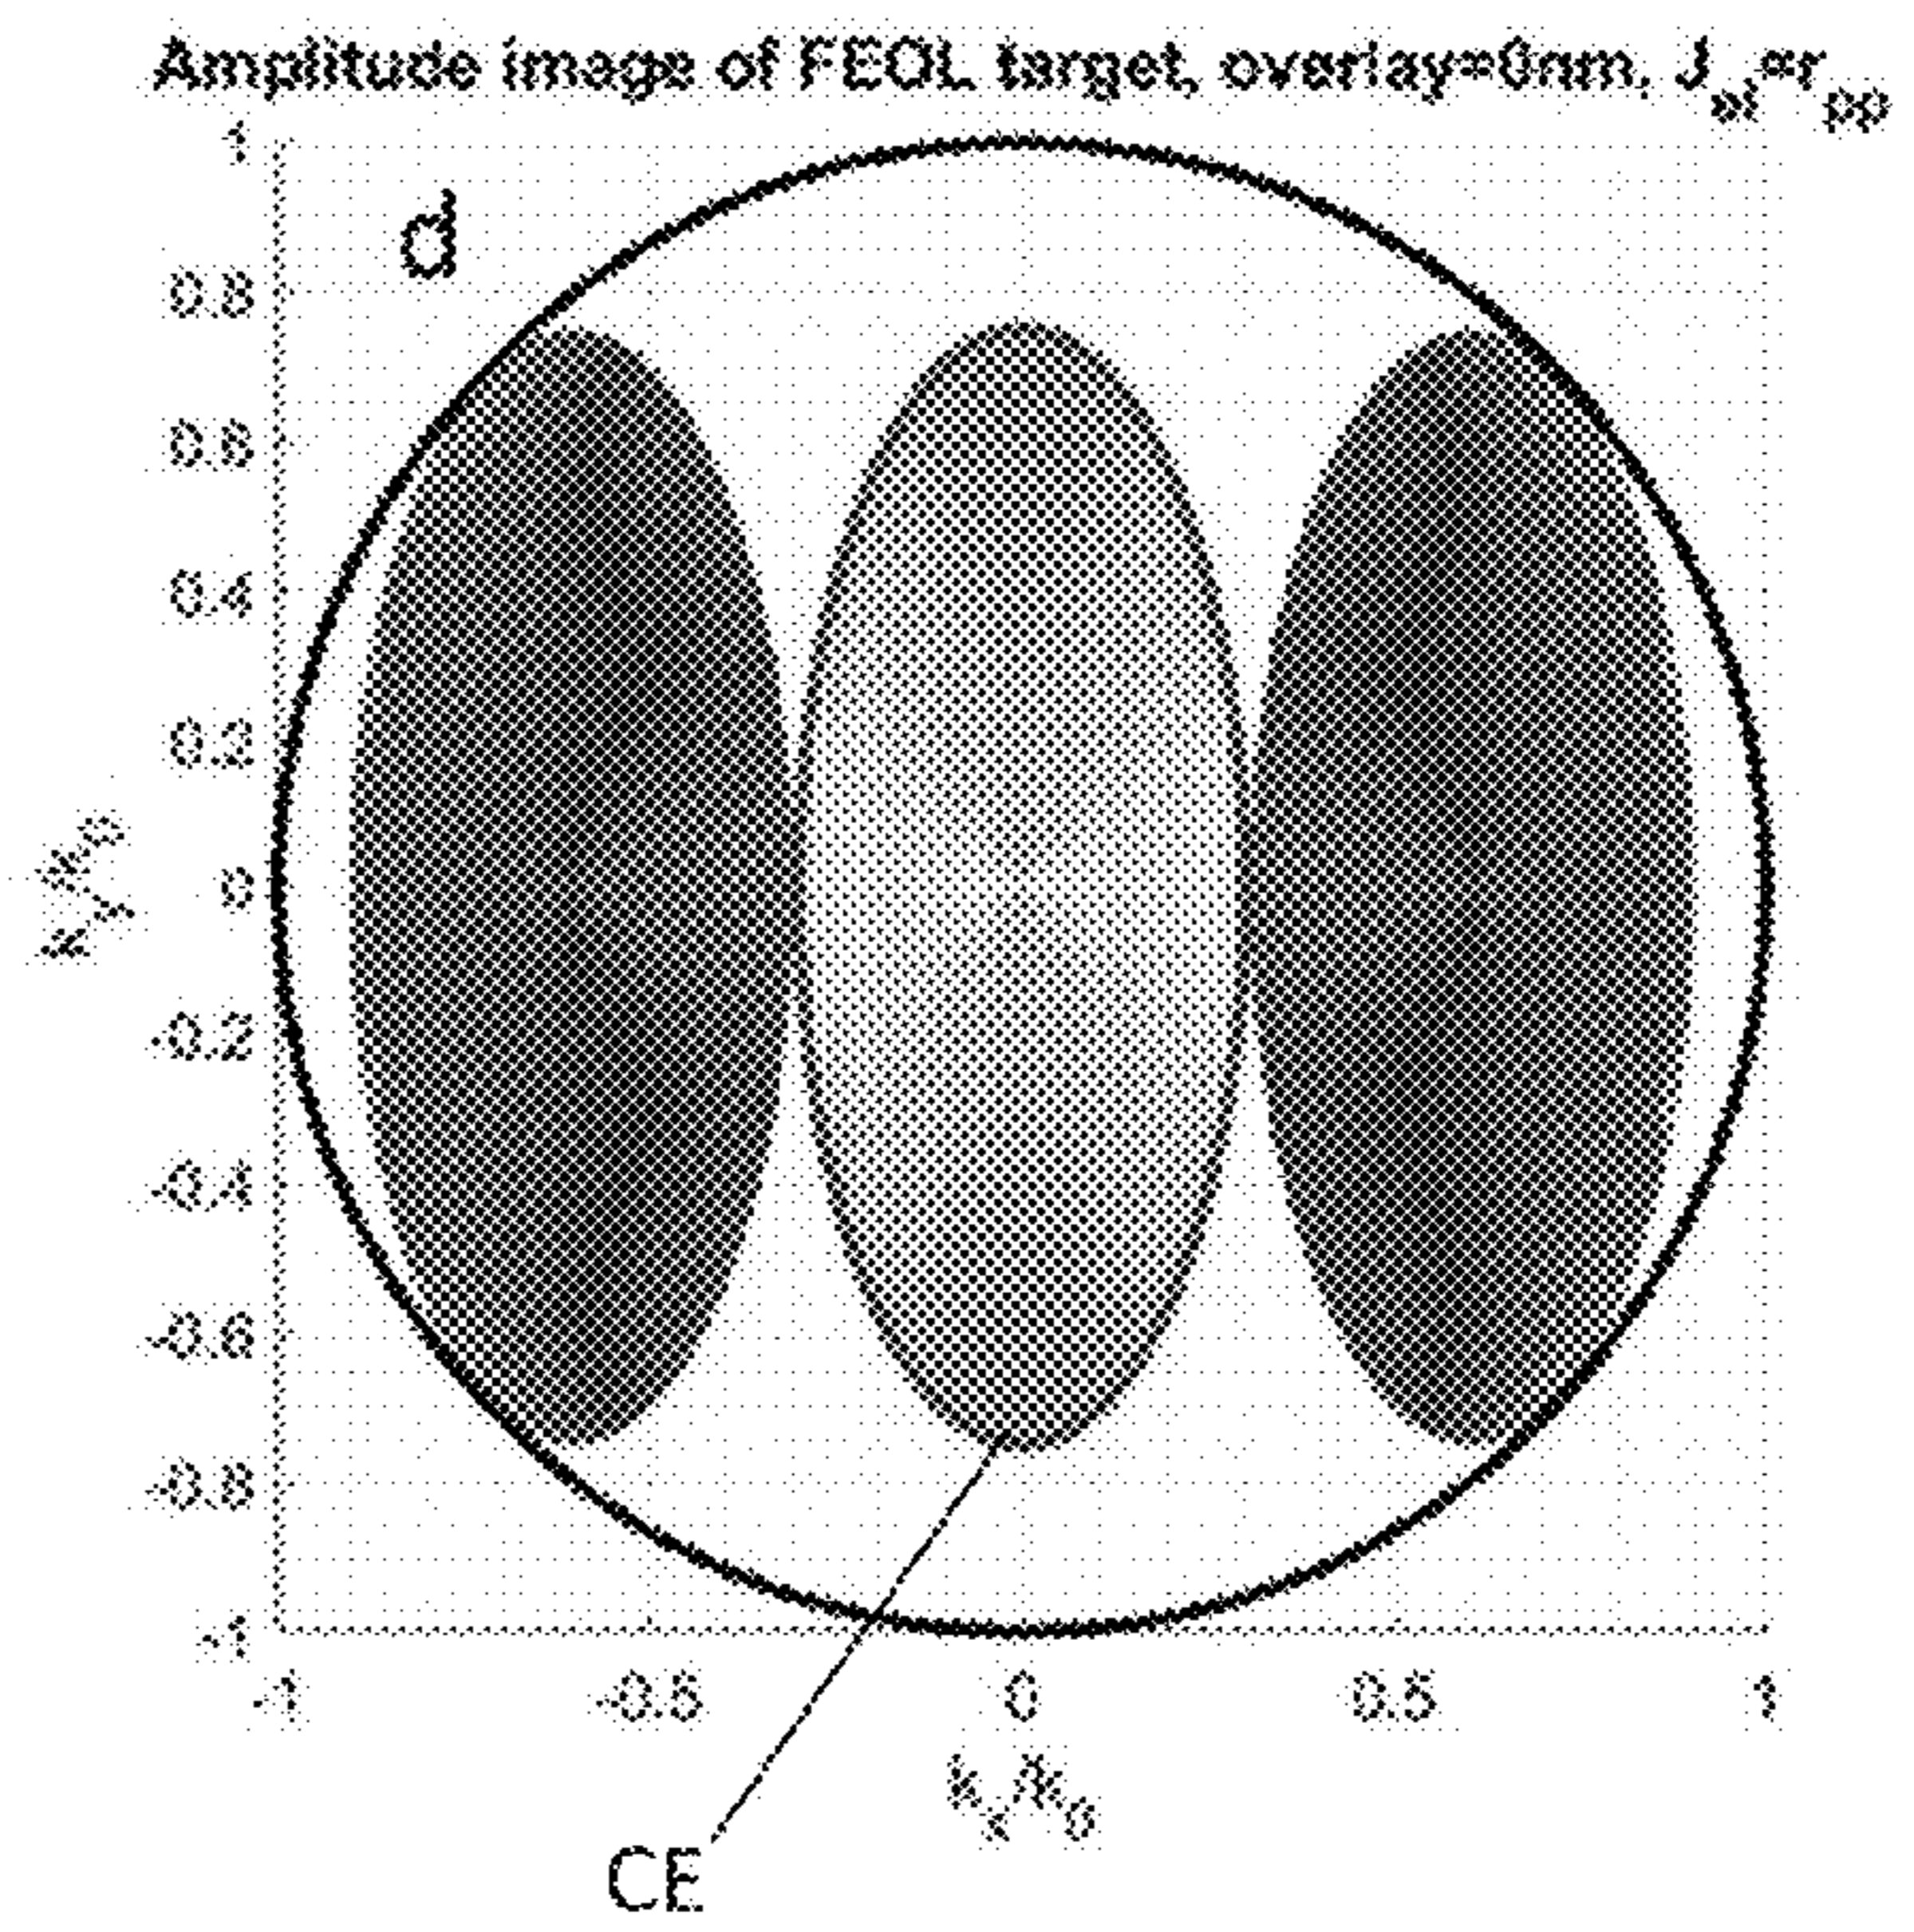 Amplitude image of FEOL target, overlay=0nm, J_ei=r_pp
d
1
0.8
0.6
0.4
0.2
0
-0.2
-0.4
-0.6
-0.8
-1
k_y/k_0
-1 -0.5 0 0.5 1
k_x/k_0
CE